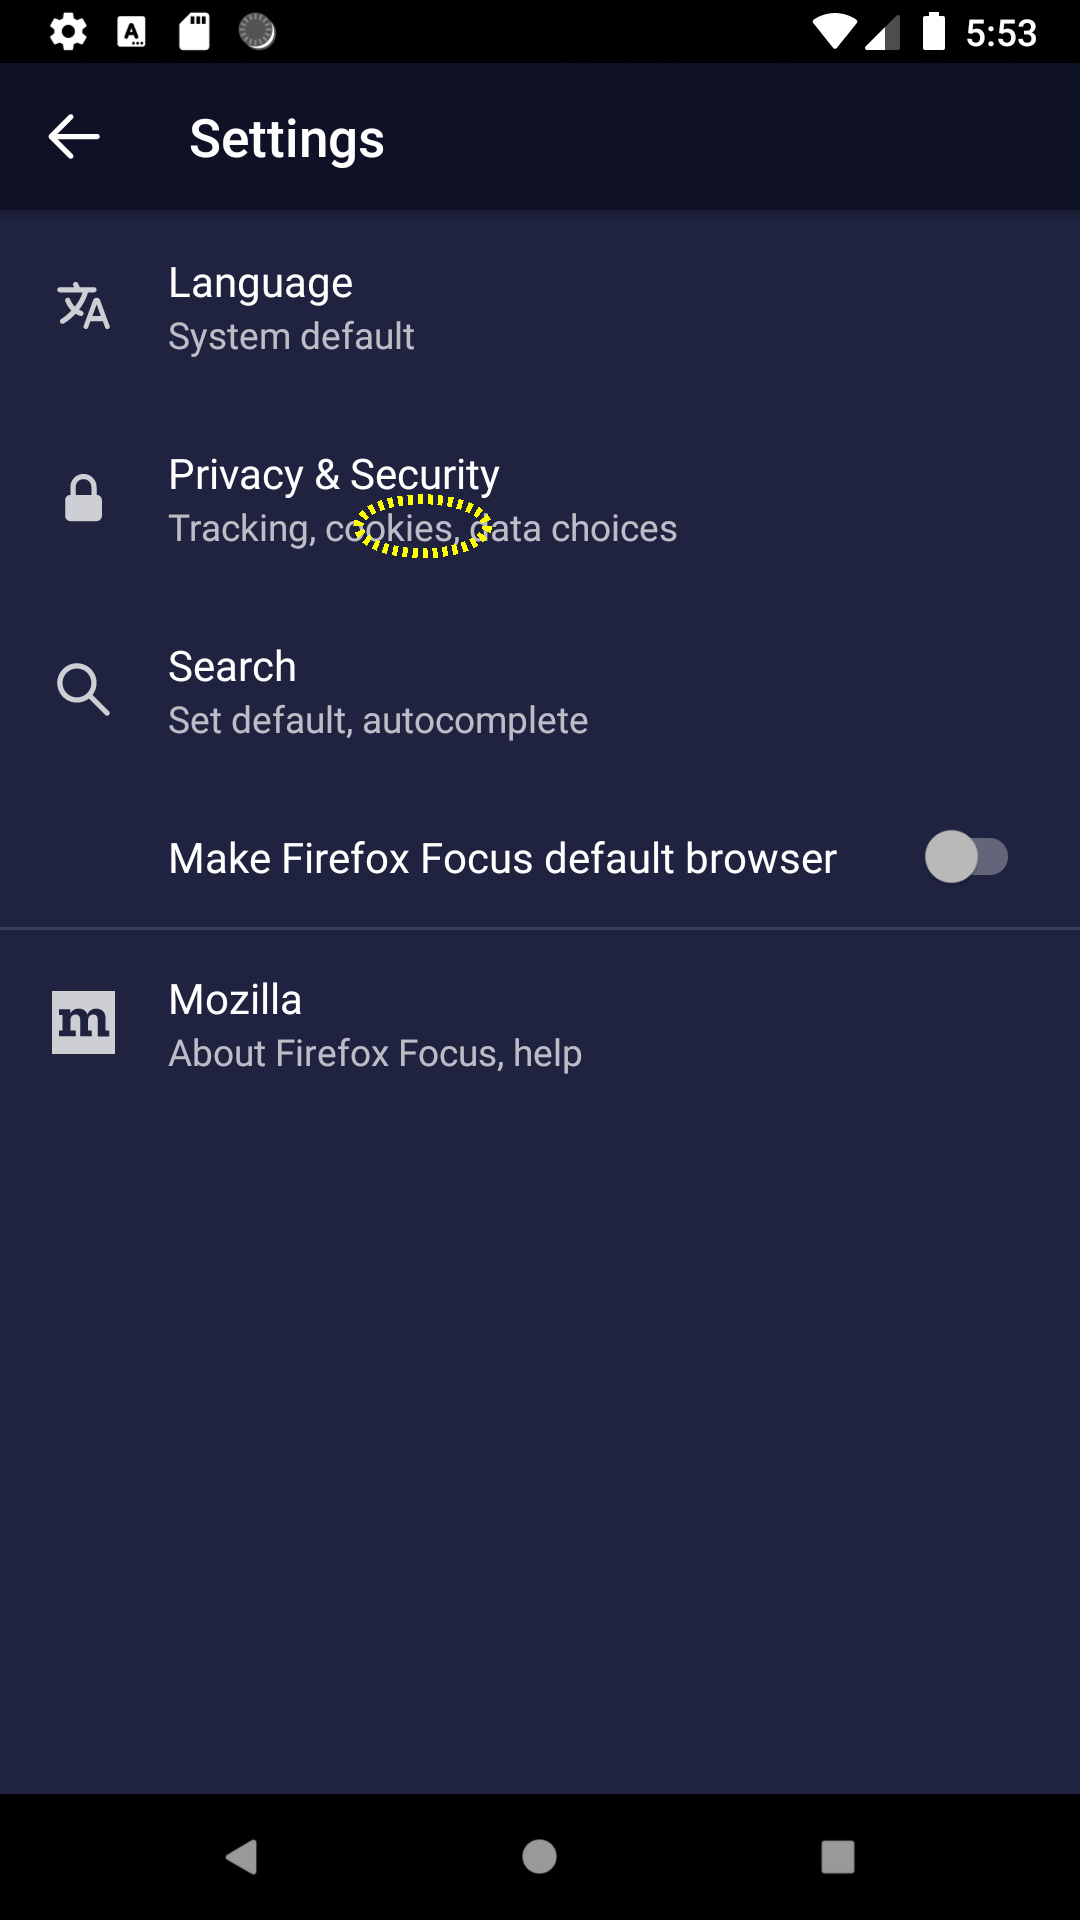 5:53
Settings
Language
System default
Privacy & Security
Tracking, cookies, data choices
Search
Set default, autocomplete
Make Firefox Focus default browser
m
Mozilla
About Firefox Focus, help